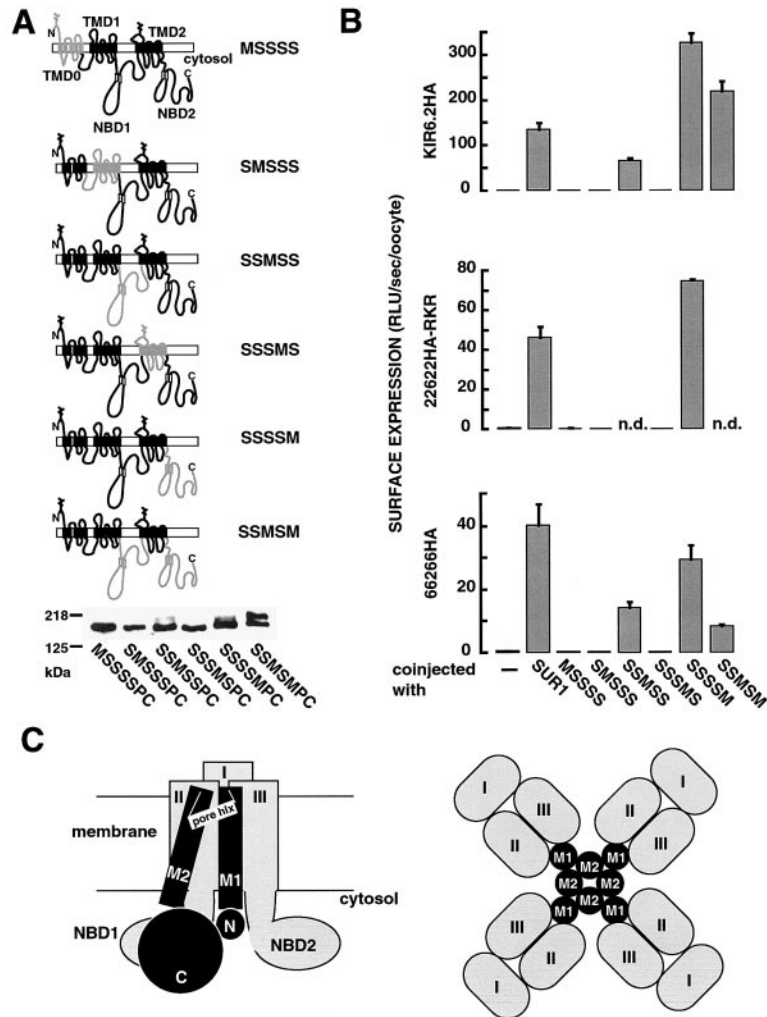 A
N
TMD1
TMD2
cytosol
MSSSS
TMD0
C
NBD1
NBD2
N
C
SMSSS
N
C
SSMSS
N
C
SSSMS
N
C
SSSSM
N
C
SSMSM
218
125
kDa
MSSSSPC
SMSSSPC
SSMSSPC
SSSMSPC
SSSSMPC
SSMSMPC
B
SURFACE EXPRESSION (RLU/sec/oocyte)
KIR6.2HA
300
200
100
0
22622HA-RKR
80
60
40
20
0
n.d.
n.d.
66266HA
40
20
0
coinjected
with
–
SUR1
MSSSS
SMSSS
SSMSS
SSSMS
SSSSM
SSMSM
C
I
II
III
pore hlx
membrane
M2
M1
cytosol
NBD1
N
NBD2
C
I
III
II
I
II
III
M1
M2
M1
M2
M2
M1
M2
M1
III
II
I
II
III
I